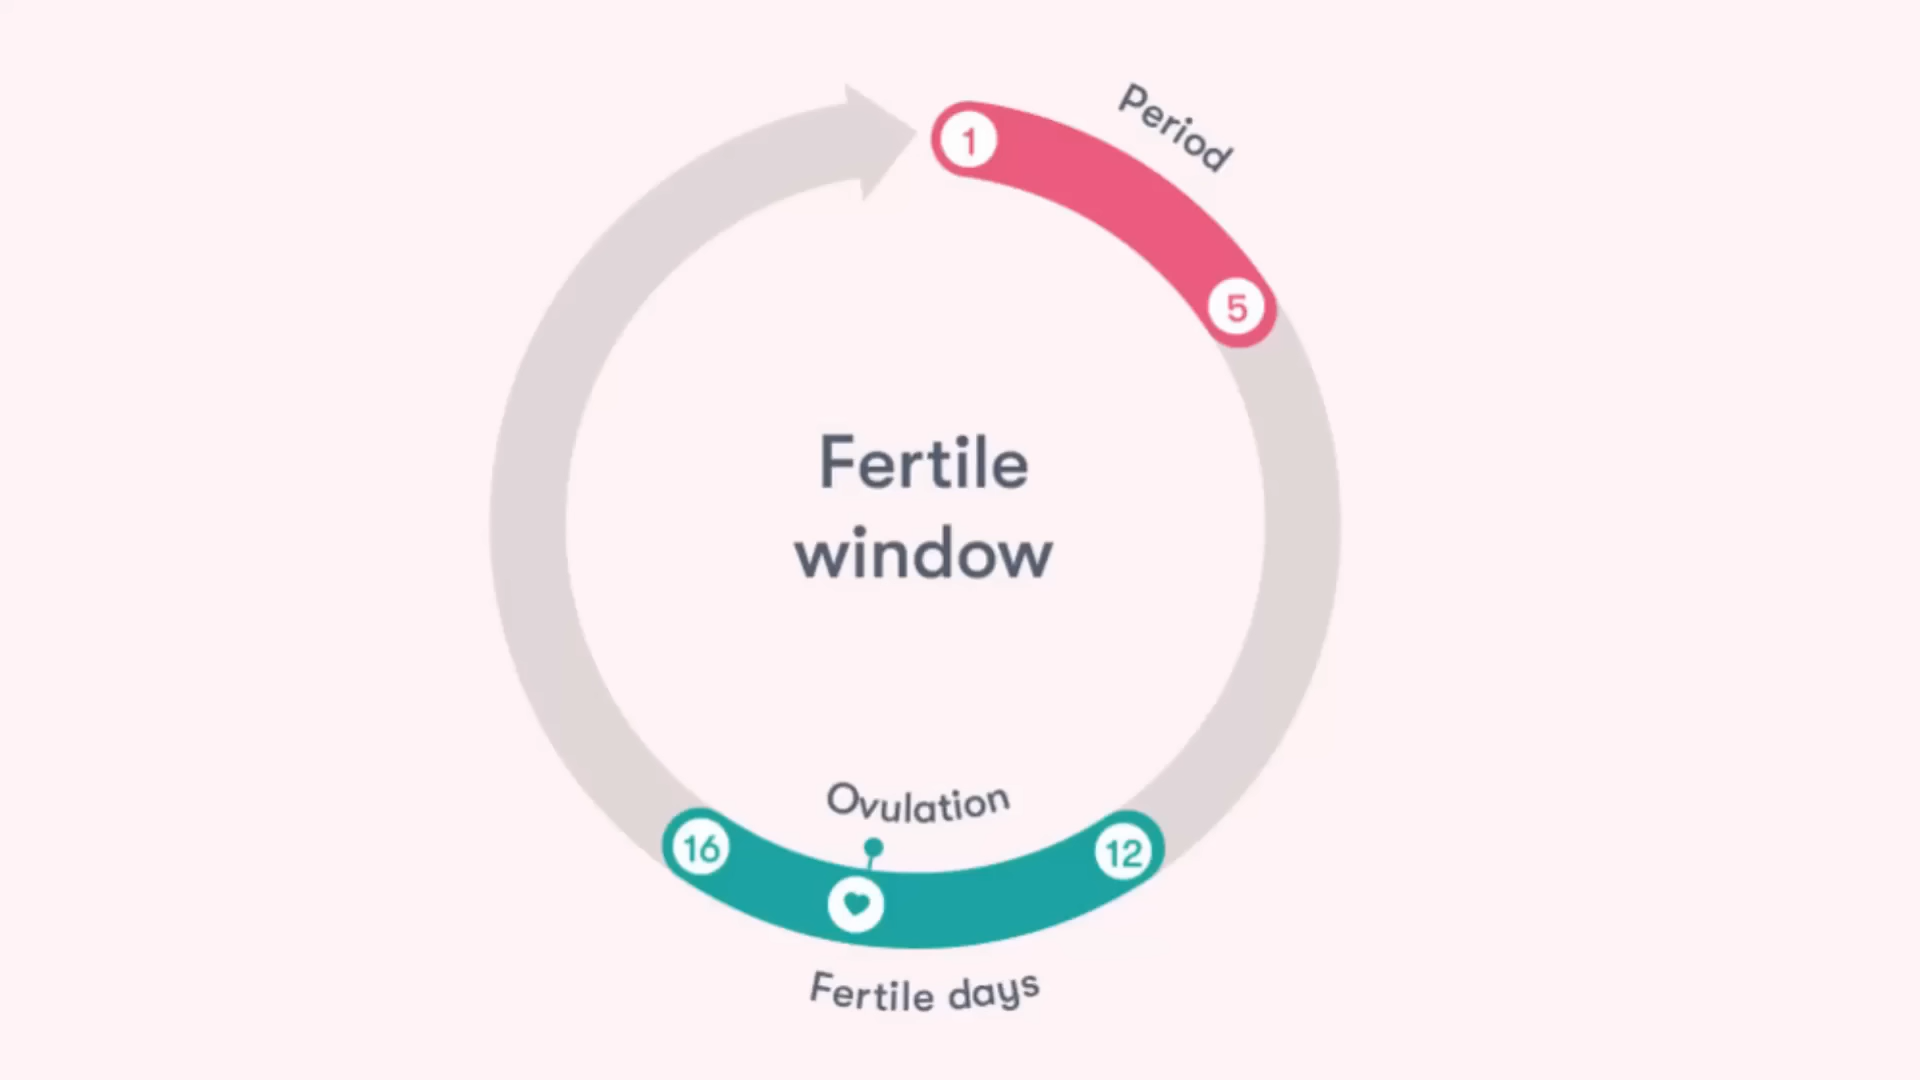 Period
1
5
Fertile
window
Ovulation
16
12
Fertile days